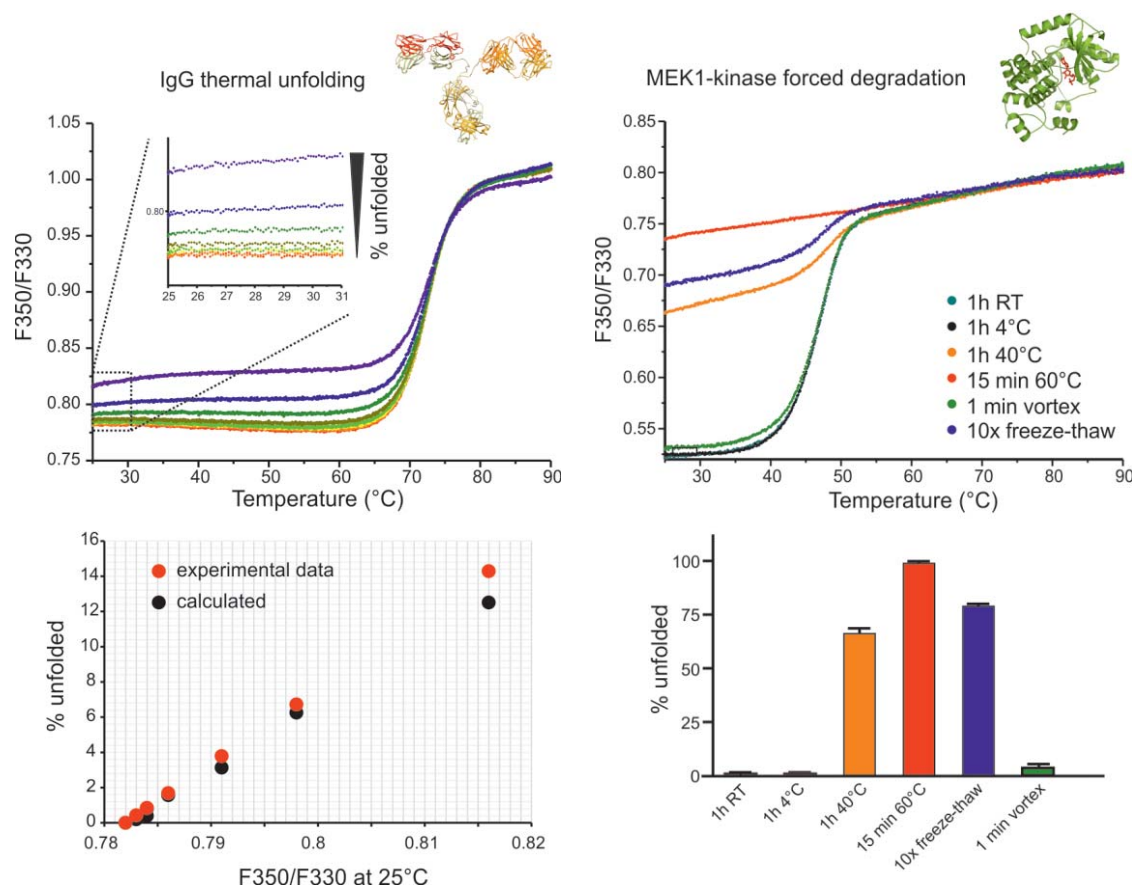 IgG thermal unfolding
1.05
1.00
0.95
0.90
0.85
0.80
0.75
F350/F330
0.80
25 26 27 28 29 30 31
% unfolded
30 40 50 60 70 80 90
Temperature (°C)
MEK1-kinase forced degradation
0.85
0.80
0.75
0.70
0.65
0.60
0.55
F350/F330
1h RT
1h 4°C
1h 40°C
15 min 60°C
1 min vortex
10x freeze-thaw
30 40 50 60 70 80 90
Temperature (°C)
16
14
12
10
8
6
4
2
0
% unfolded
experimental data
calculated
0.78 0.79 0.8 0.81 0.82
F350/F330 at 25°C
100
75
50
25
0
% unfolded
1h RT
1h 4°C
1h 40°C
15 min 60°C
10x freeze-thaw
1 min vortex